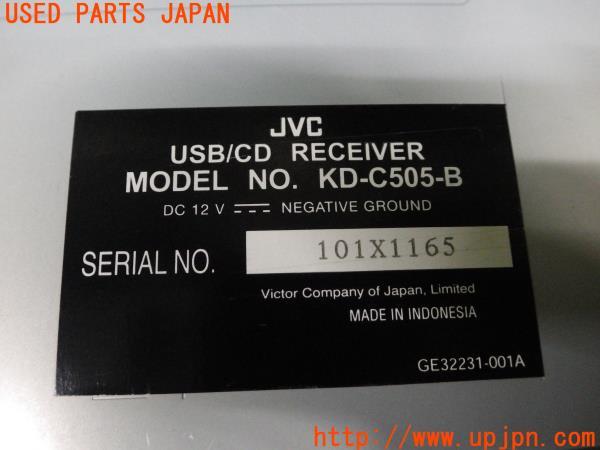 USED PARTS JAPAN
JVC
USB/CD RECEIVER
MODEL NO. KD-C505-B
DC 12 V ⎓ NEGATIVE GROUND
SERIAL NO. 101X1165
Victor Company of Japan, Limited
MADE IN INDONESIA
GE32231-001A
http://www.upjpn.com/